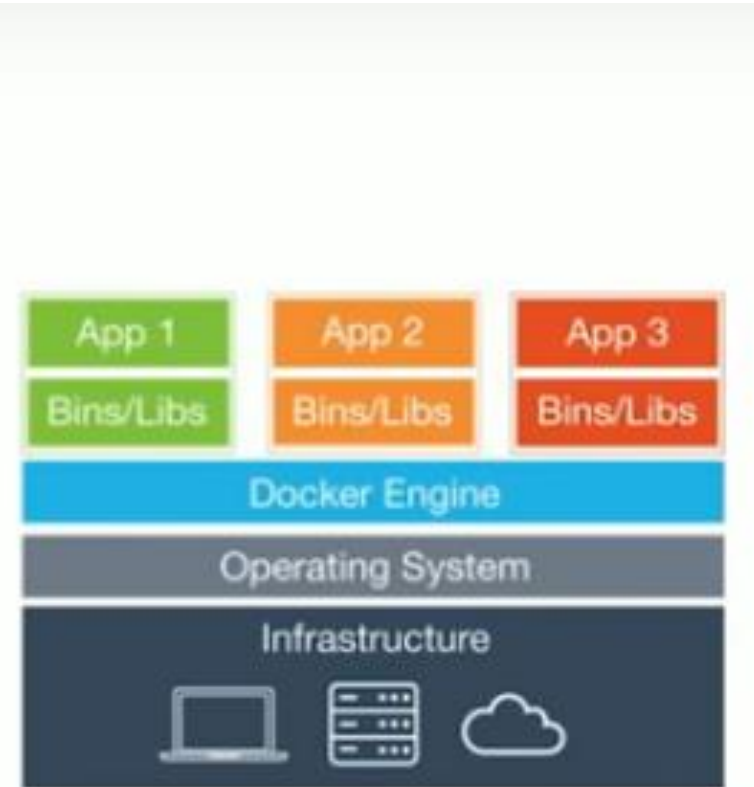 App 1
App 2
App 3
Bins/Libs
Bins/Libs
Bins/Libs
Docker Engine
Operating System
Infrastructure